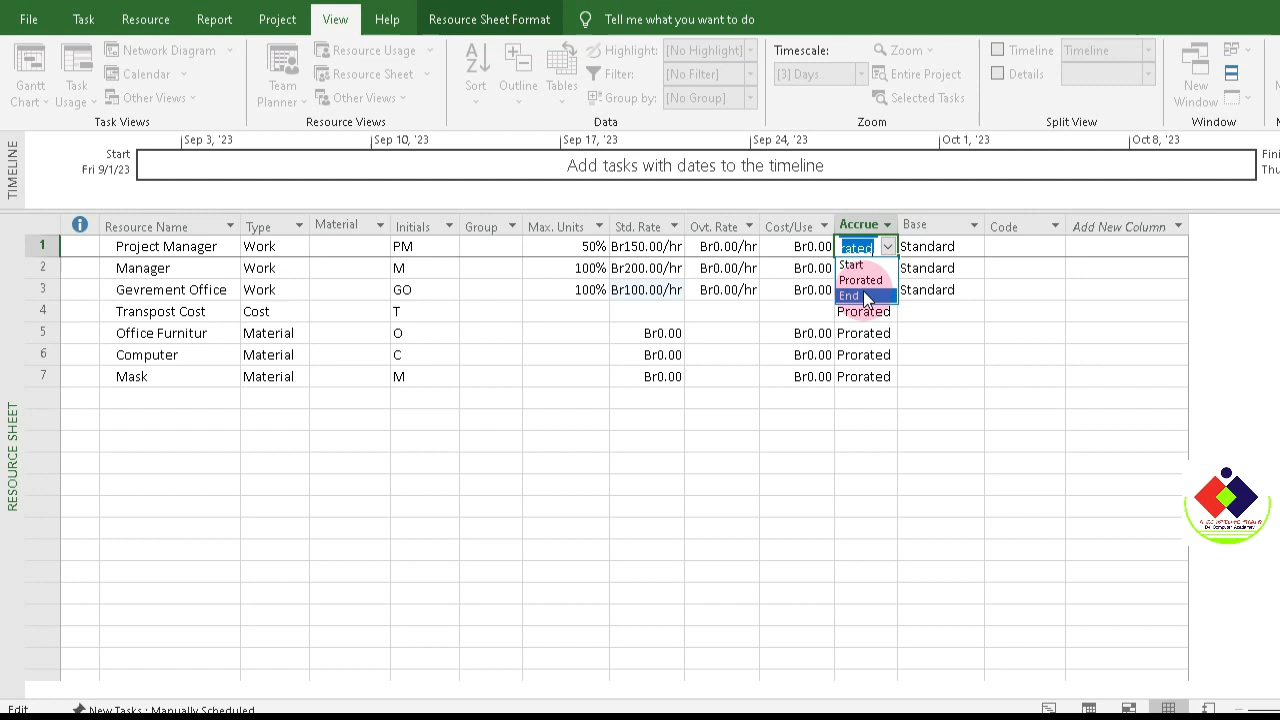 File Task Resource Report Project View Help Resource Sheet Format Tell me what you want to do
Gantt Chart
Task Usage
Network Diagram
Calendar
Other Views
Task Views
Team Planner
Resource Usage
Resource Sheet
Other Views
Resource Views
Sort
Outline
Tables
Highlight: [No Highlight]
Filter: [No Filter]
Group by: [No Group]
Data
Timescale:
[3] Days
Zoom
Entire Project
Selected Tasks
Zoom
Timeline Timeline
Details
Split View
New Window
Window
TIMELINE
Sep 3, '23 Sep 10, '23 Sep 17, '23 Sep 24, '23 Oct 1, '23 Oct 8, '23
Start
Fri 9/1/23
Add tasks with dates to the timeline
RESOURCE SHEET
Resource Name Type Material Initials Group Max. Units Std. Rate Ovt. Rate Cost/Use Accrue Base Code Add New Column
1 Project Manager Work PM 50% Br150.00/hr Br0.00/hr Br0.00 rated Standard
Start
Prorated
End
2 Manager Work M 100% Br200.00/hr Br0.00/hr Br0.00 Standard
3 Gevrement Office Work GO 100% Br100.00/hr Br0.00/hr Br0.00 Standard
4 Transpost Cost Cost T Prorated
5 Office Furnitur Material O Br0.00 Br0.00 Prorated
6 Computer Material C Br0.00 Br0.00 Prorated
7 Mask Material M Br0.00 Br0.00 Prorated
Edit New Tasks : Manually Scheduled